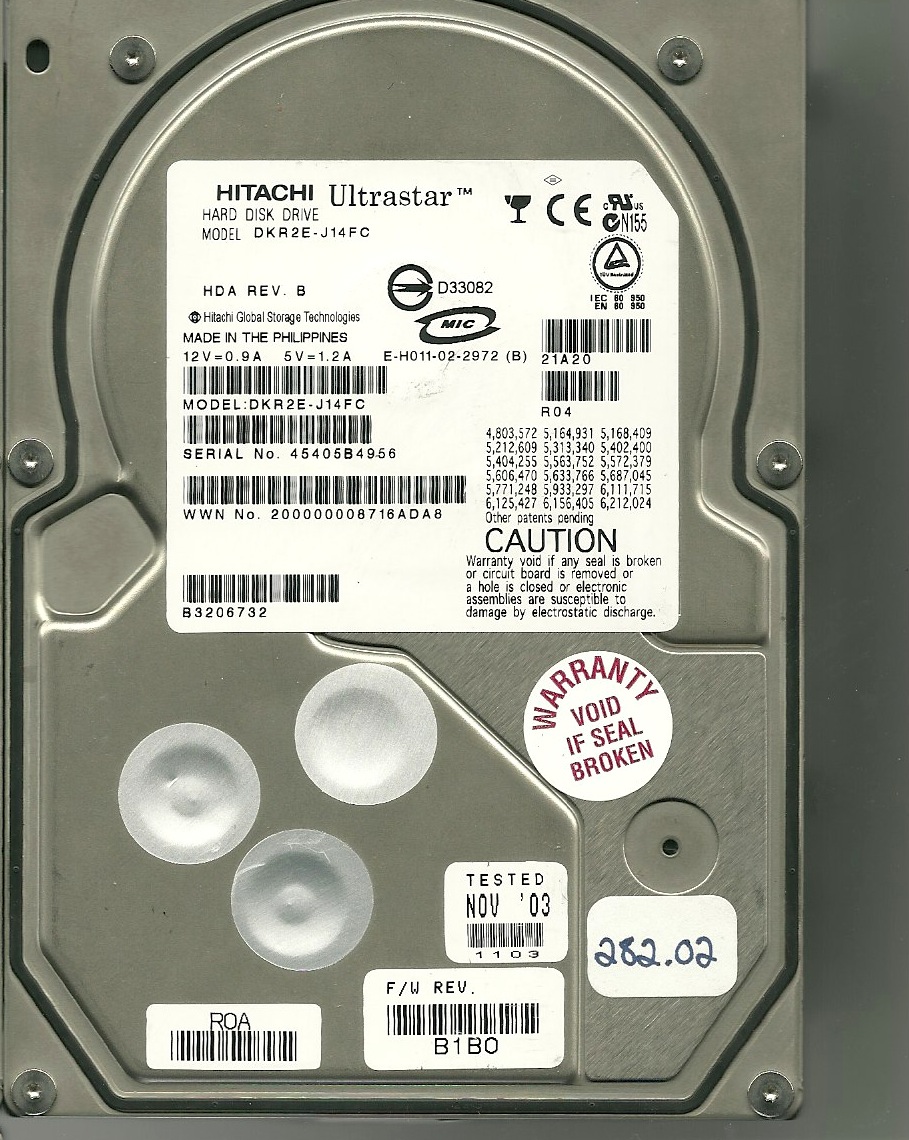 HITACHI Ultrastar™
HARD DISK DRIVE
MODEL DKR2E-J14FC
CE
c RU US
N155
TÜV Rheinland
IEC 60 950
EN 60 950
HDA REV. B
D33082
Hitachi Global Storage Technologies
MIC
MADE IN THE PHILIPPINES
12V=0.9A 5V=1.2A E-H011-02-2972 (B)
21A20
MODEL:DKR2E-J14FC
R04
SERIAL No. 45405B4956
WWN No. 200000008716ADA8
B3206732
4,803,572 5,164,931 5,168,409
5,212,609 5,313,340 5,402,400
5,404,255 5,563,752 5,572,379
5,606,470 5,633,766 5,687,045
5,771,248 5,933,297 6,111,715
6,125,427 6,156,405 6,212,024
Other patents pending
CAUTION
Warranty void if any seal is broken
or circuit board is removed or
a hole is closed or electronic
assemblies are susceptible to
damage by electrostatic discharge.
WARRANTY
VOID
IF SEAL
BROKEN
TESTED
NOV '03
1103
282.02
F/W REV.
B1B0
R0A